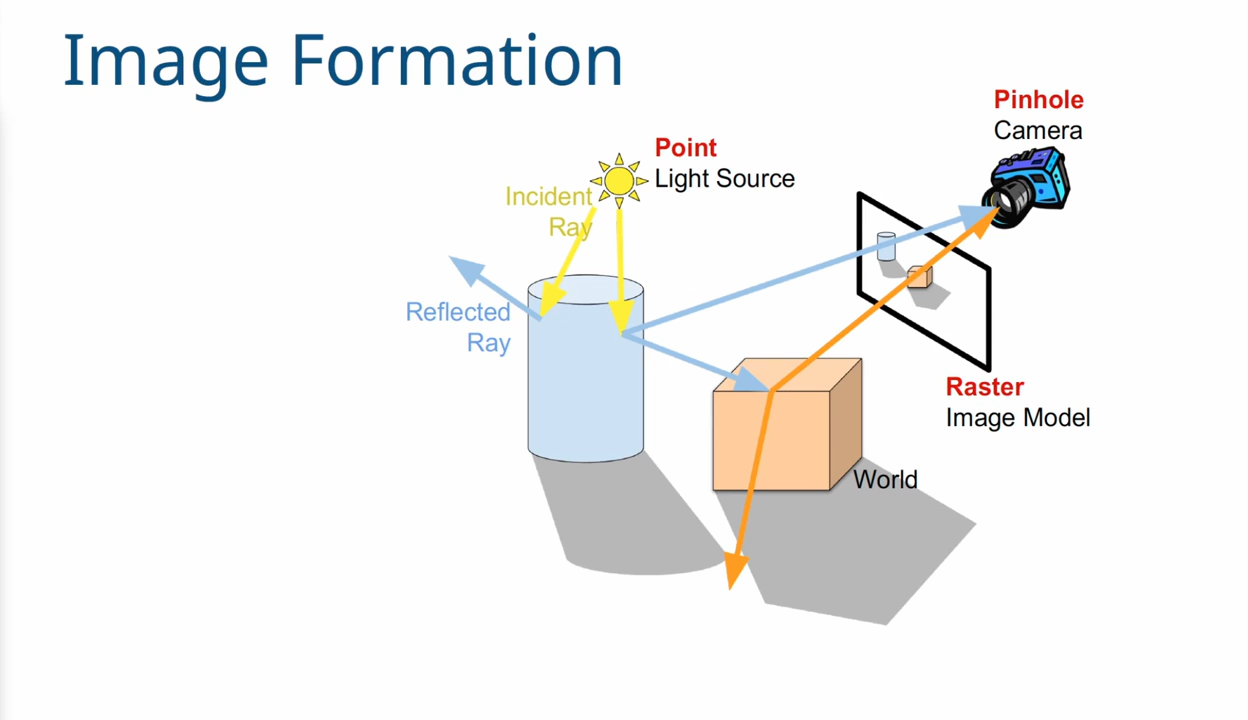 Image Formation
Pinhole
Camera
Point
Light Source
Incident
Ray
Reflected
Ray
Raster
Image Model
World